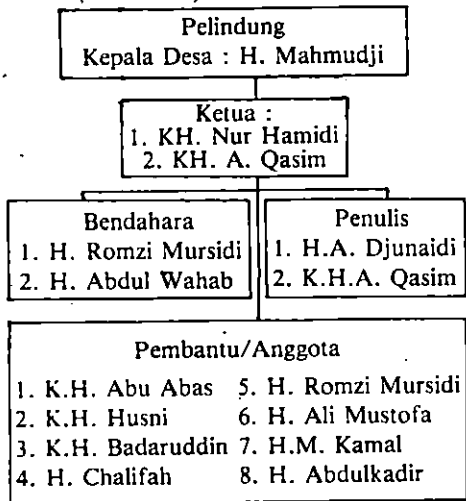 Pelindung
Kepala Desa : H. Mahmudji
Ketua :
1. KH. Nur Hamidi
2. KH. A. Qasim
Bendahara
1. H. Romzi Mursidi
2. H. Abdul Wahab
Penulis
1. H.A. Djunaidi
2. K.H.A. Qasim
Pembantu/Anggota
1. K.H. Abu Abas
2. K.H. Husni
3. K.H. Badaruddin
4. H. Chalifah
5. H. Romzi Mursidi
6. H. Ali Mustofa
7. H.M. Kamal
8. H. Abdulkadir